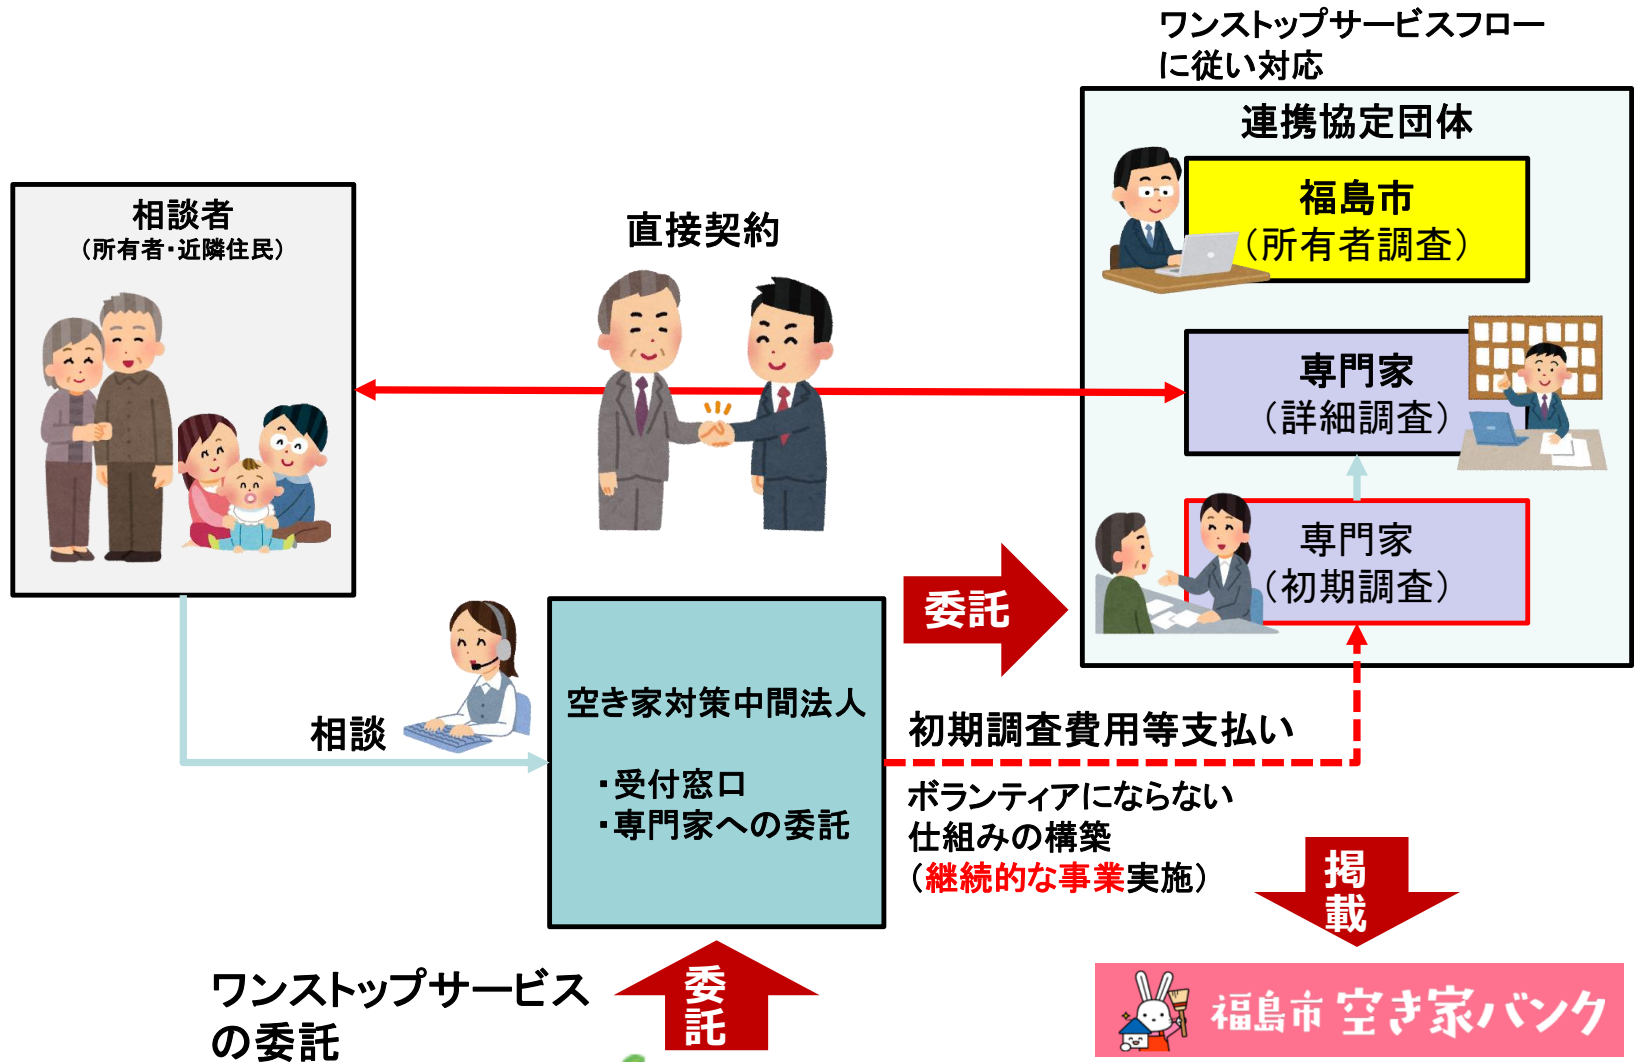 ワンストップサービスフロー
に従い対応
連携協定団体
福島市
（所有者調査）
相談者
（所有者・近隣住民）
直接契約
専門家
（詳細調査）
専門家
（初期調査）
委託
相談
空き家対策中間法人
・受付窓口
・専門家への委託
初期調査費用等支払い
ボランティアにならない
仕組みの構築
（継続的な事業実施）
掲
載
ワンストップサービス
の委託
委
託
福島市 空き家バンク